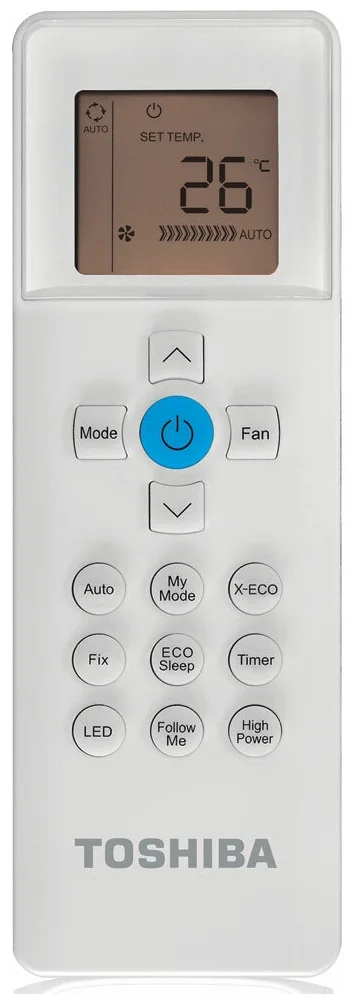 AUTO
SET TEMP.
26 °C
AUTO
Mode
Fan
Auto
My
Mode
X-ECO
Fix
ECO
Sleep
Timer
LED
Follow
Me
High
Power
TOSHIBA